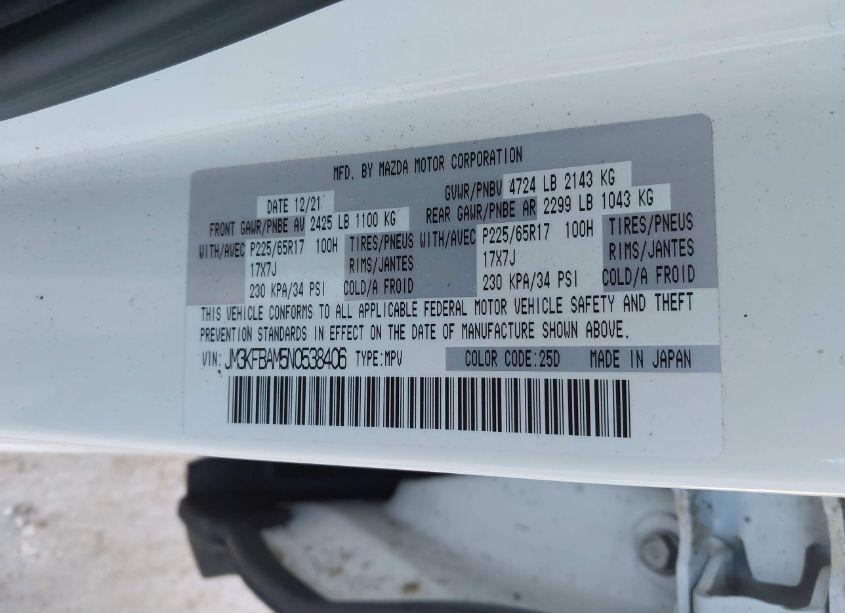 MFD. BY MAZDA MOTOR CORPORATION
DATE 12/21 GVWR/PNBV 4724 LB 2143 KG
FRONT GAWR/PNBE AV 2425 LB 1100 KG REAR GAWR/PNBE AR 2299 LB 1043 KG
WITH/AVEC P225/65R17 100H TIRES/PNEUS WITH/AVEC P225/65R17 100H TIRES/PNEUS
17X7J RIMS/JANTES 17X7J RIMS/JANTES
230 KPA/34 PSI COLD/A FROID 230 KPA/34 PSI COLD/A FROID
THIS VEHICLE CONFORMS TO ALL APPLICABLE FEDERAL MOTOR VEHICLE SAFETY AND THEFT
PREVENTION STANDARDS IN EFFECT ON THE DATE OF MANUFACTURE SHOWN ABOVE.
VIN: JM3KFBAM5N0538406 TYPE:MPV COLOR CODE:25D MADE IN JAPAN